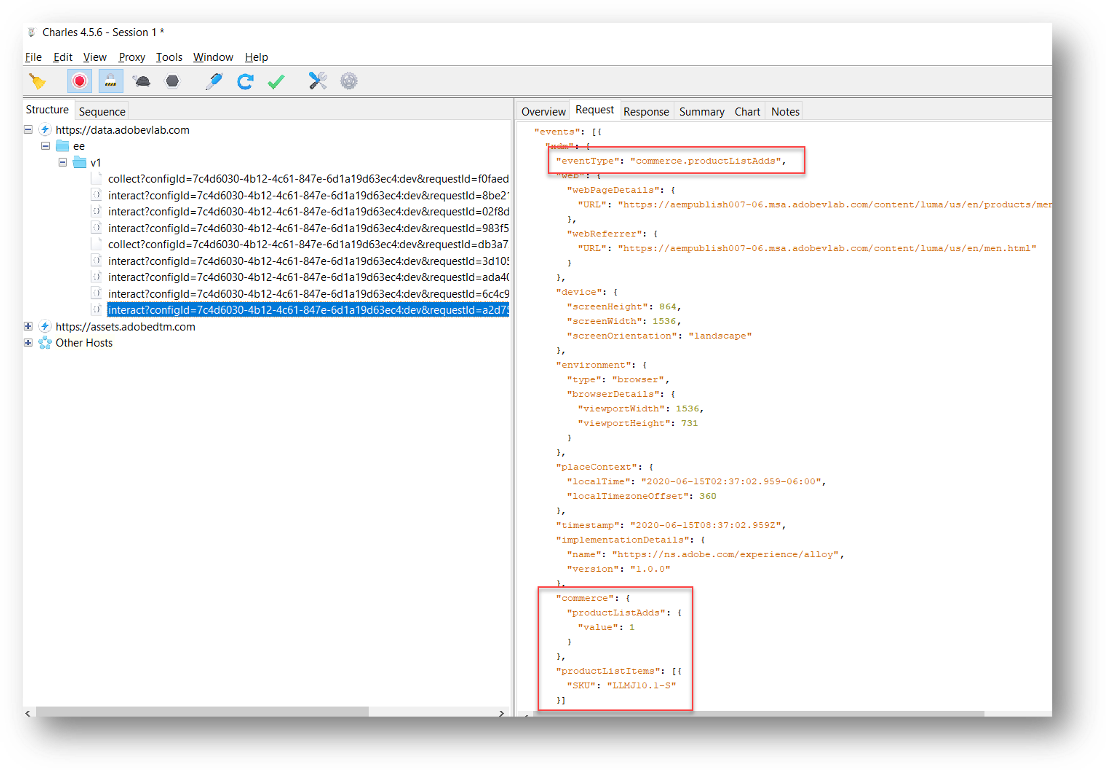 Charles 4.5.6 - Session 1 *
File Edit View Proxy Tools Window Help
Structure Sequence
https://data.adobevlab.com
ee
v1
collect?configId=7c4d6030-4b12-4c61-847e-6d1a19d63ec4:dev&requestId=f0faed
interact?configId=7c4d6030-4b12-4c61-847e-6d1a19d63ec4:dev&requestId=8be21
interact?configId=7c4d6030-4b12-4c61-847e-6d1a19d63ec4:dev&requestId=02f8d
interact?configId=7c4d6030-4b12-4c61-847e-6d1a19d63ec4:dev&requestId=983f5
collect?configId=7c4d6030-4b12-4c61-847e-6d1a19d63ec4:dev&requestId=db3a7
interact?configId=7c4d6030-4b12-4c61-847e-6d1a19d63ec4:dev&requestId=3d105
interact?configId=7c4d6030-4b12-4c61-847e-6d1a19d63ec4:dev&requestId=ada40
interact?configId=7c4d6030-4b12-4c61-847e-6d1a19d63ec4:dev&requestId=6c4c9
interact?configId=7c4d6030-4b12-4c61-847e-6d1a19d63ec4:dev&requestId=a2d75
https://assets.adobedtm.com
Other Hosts
Overview Request Response Summary Chart Notes
"events": [{
"xdm": {
"eventType": "commerce.productListAdds",
"web": {
"webPageDetails": {
"URL": "https://aempublish007-06.msa.adobevlab.com/content/luma/us/en/products/men
},
"webReferrer": {
"URL": "https://aempublish007-06.msa.adobevlab.com/content/luma/us/en/men.html"
}
},
"device": {
"screenHeight": 864,
"screenWidth": 1536,
"screenOrientation": "landscape"
},
"environment": {
"type": "browser",
"browserDetails": {
"viewportWidth": 1536,
"viewportHeight": 731
}
},
"placeContext": {
"localTime": "2020-06-15T02:37:02.959-06:00",
"localTimezoneOffset": 360
},
"timestamp": "2020-06-15T08:37:02.959Z",
"implementationDetails": {
"name": "https://ns.adobe.com/experience/alloy",
"version": "1.0.0"
},
"commerce": {
"productListAdds": {
"value": 1
}
},
"productListItems": [{
"SKU": "LLMJ10.1-S"
}]